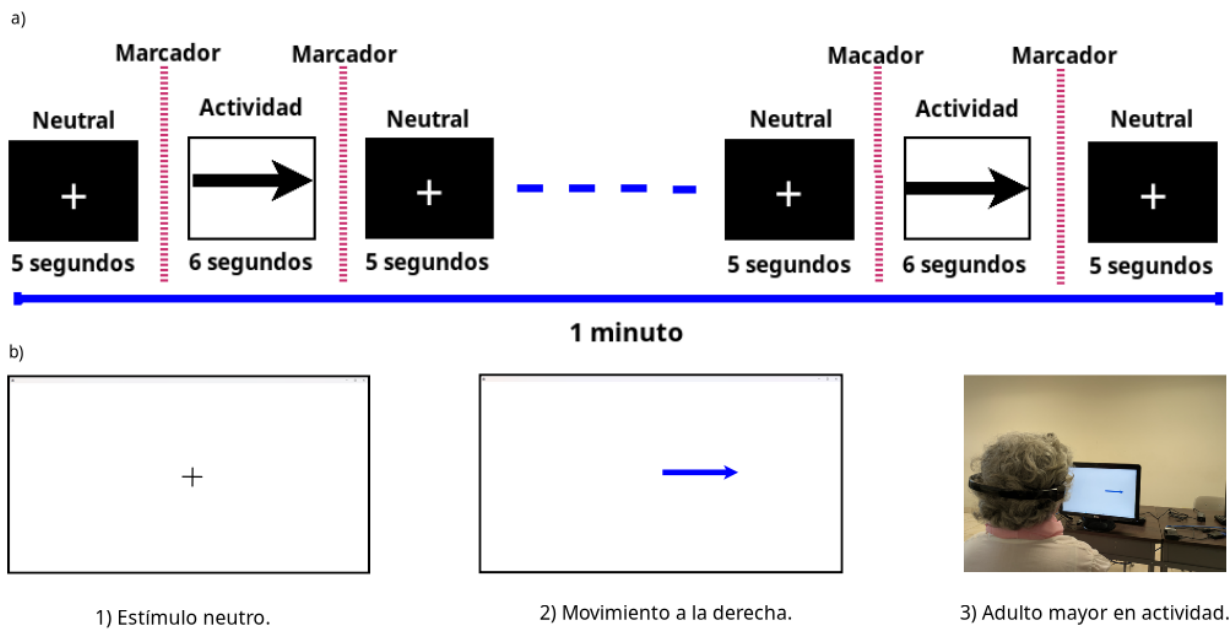 a)
Marcador Marcador Macador Marcador
Neutral Actividad Neutral Neutral Actividad Neutral
5 segundos 6 segundos 5 segundos 5 segundos 6 segundos 5 segundos
1 minuto
b)
1) Estímulo neutro. 2) Movimiento a la derecha. 3) Adulto mayor en actividad.